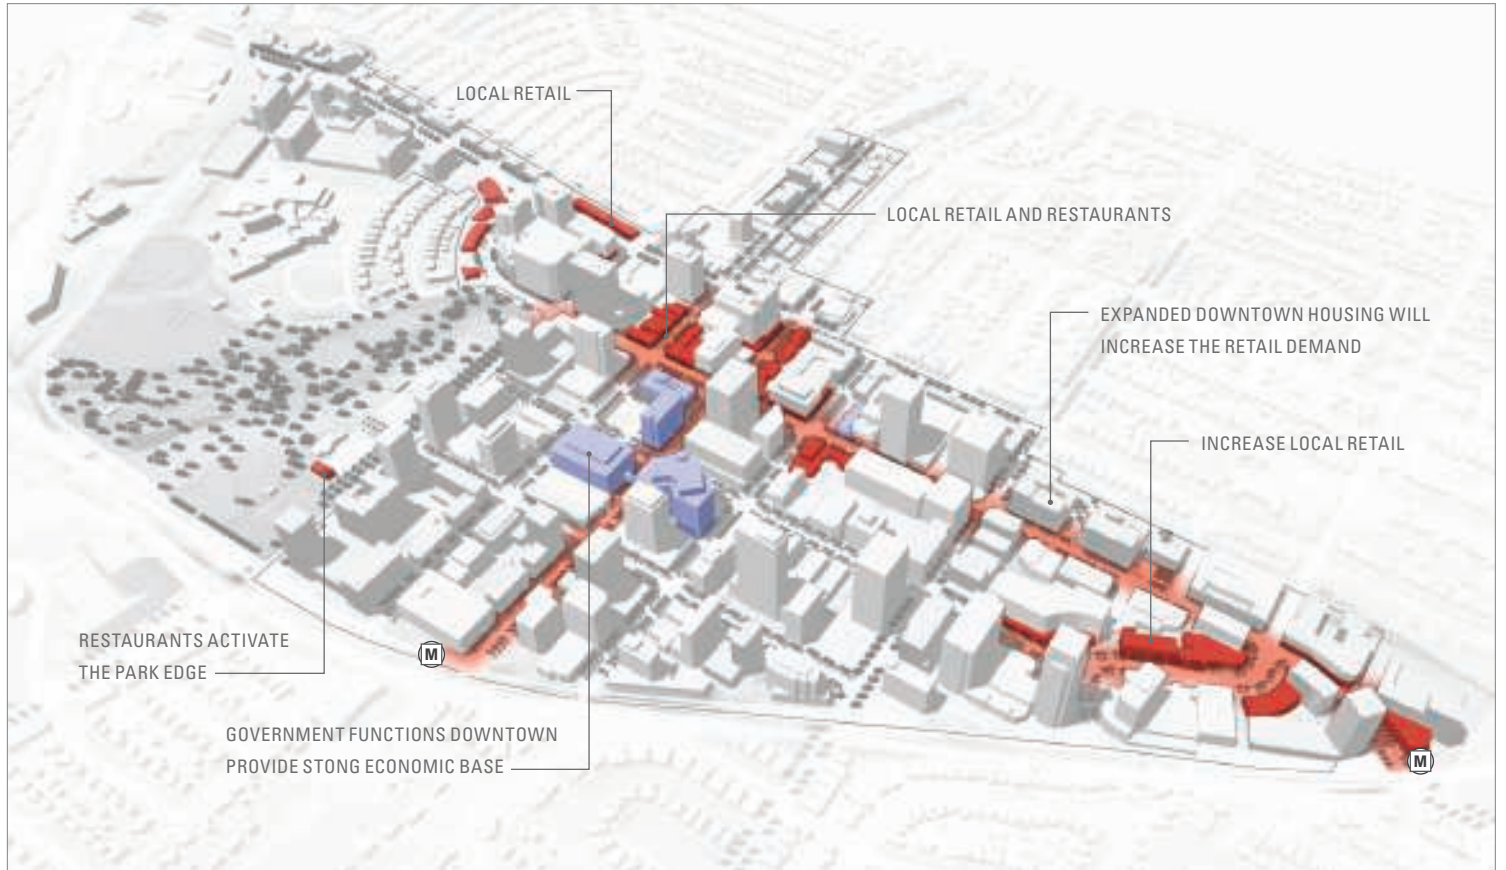 LOCAL RETAIL
LOCAL RETAIL AND RESTAURANTS
EXPANDED DOWNTOWN HOUSING WILL
INCREASE THE RETAIL DEMAND
INCREASE LOCAL RETAIL
RESTAURANTS ACTIVATE
THE PARK EDGE
M
GOVERNMENT FUNCTIONS DOWNTOWN
PROVIDE STONG ECONOMIC BASE
M